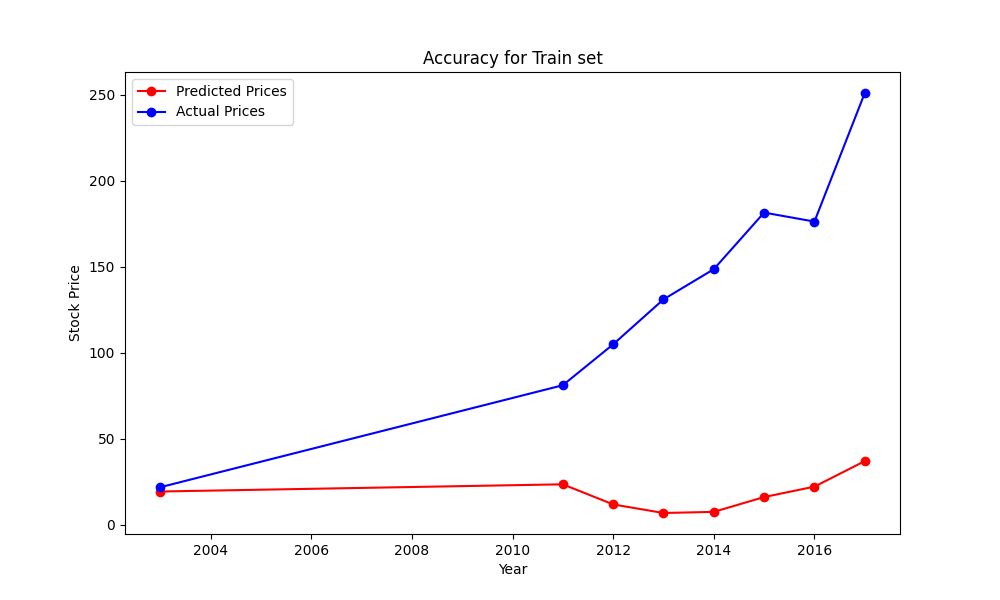 Accuracy for Train set
Predicted Prices
Actual Prices
250
200
150
100
50
0
Stock Price
2004 2006 2008 2010 2012 2014 2016
Year